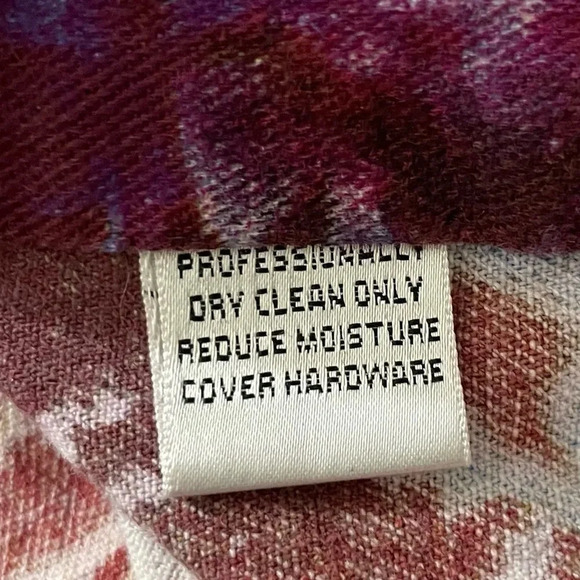 PROFESSIONALLY
DRY CLEAN ONLY
REDUCE MOISTURE
COVER HARDWARE